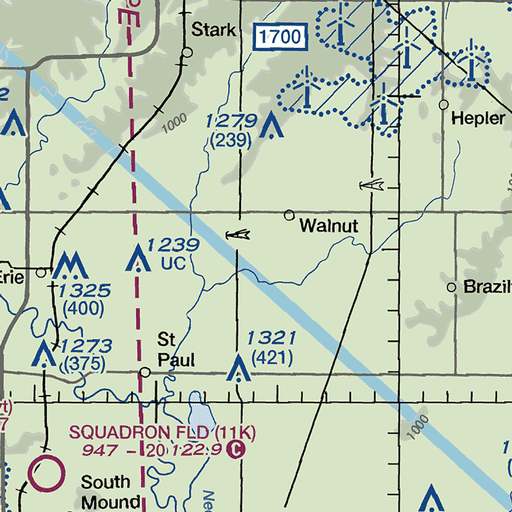 E
Stark
1700
1279
(239)
1000
Hepler
Walnut
1239
UC
Erie
1325
(400)
Brazil
1273
(375)
St
Paul
1321
(421)
SQUADRON FLD (11K)
947 - 20 122.9 C
1000
South
Mound